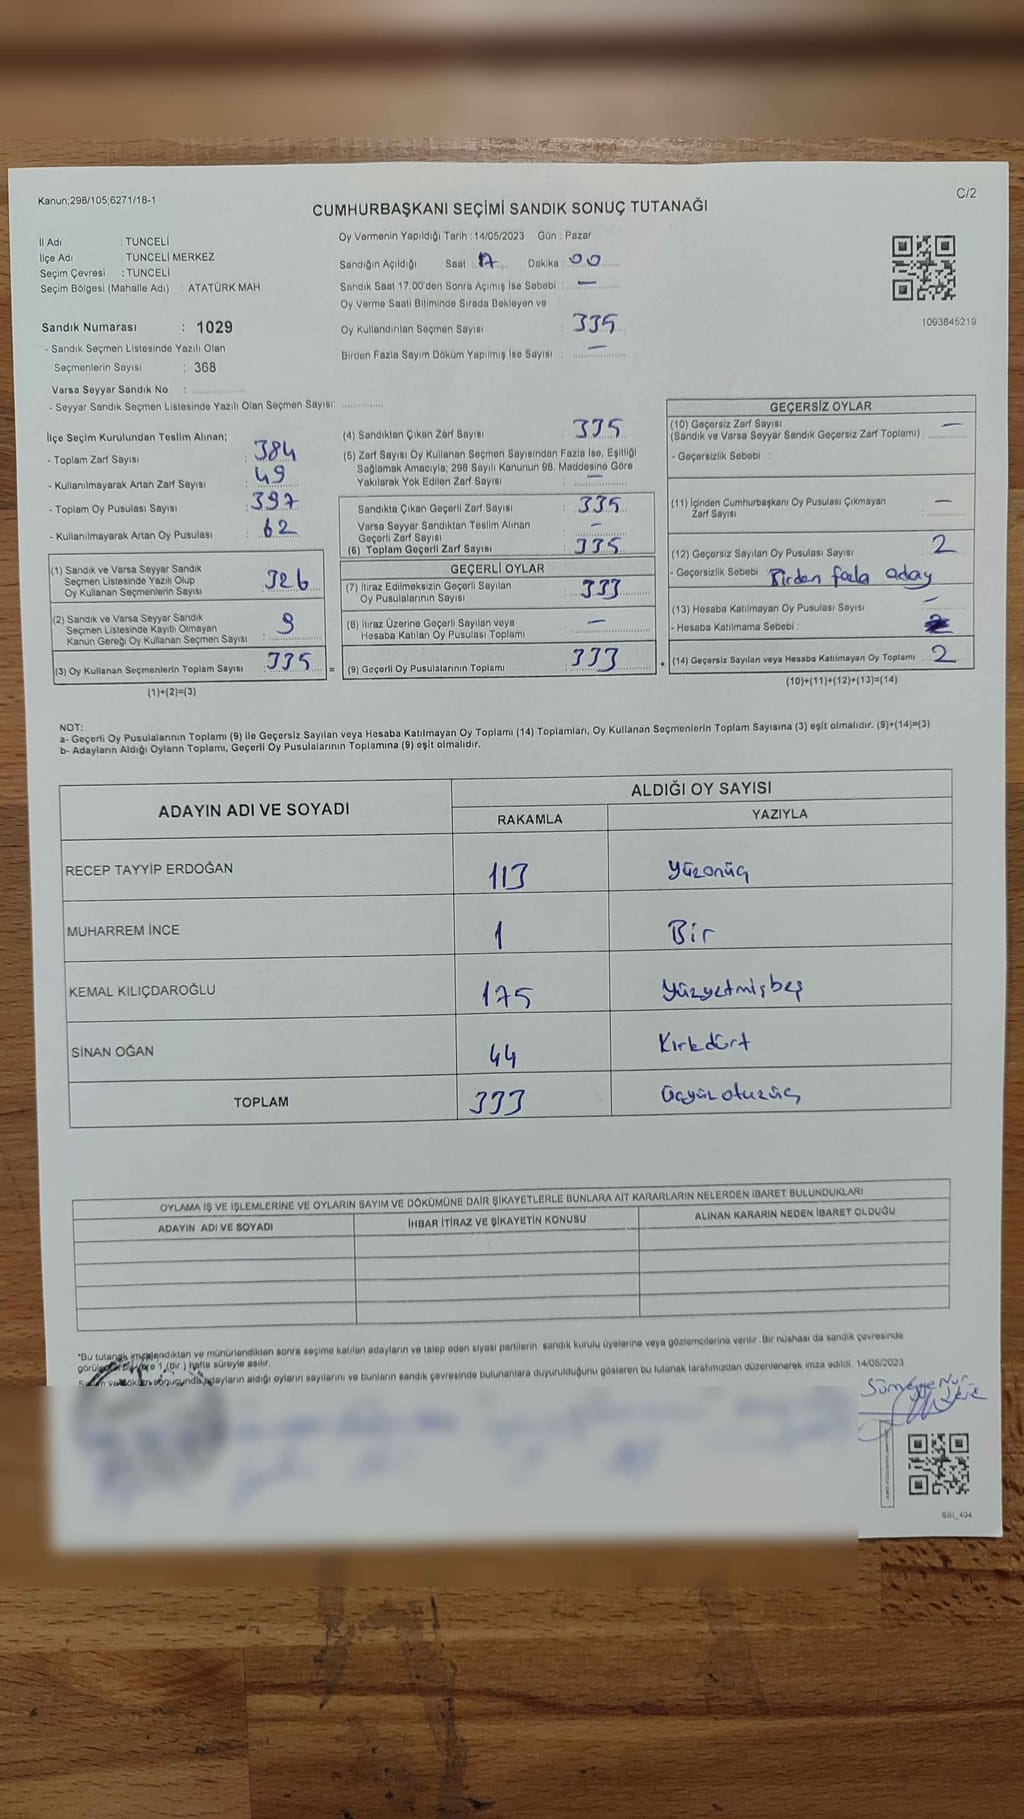 Kanun;298/105;6271/18-1
C/2
CUMHURBAŞKANI SEÇİMİ SANDIK SONUÇ TUTANAĞI
İl Adı : TUNCELİ
İlçe Adı : TUNCELİ MERKEZ
Seçim Çevresi : TUNCELİ
Seçim Bölgesi (Mahalle Adı) : ATATÜRK MAH.
Sandık Numarası : 1029
- Sandık Seçmen Listesinde Yazılı Olan
Seçmenlerin Sayısı : 368
Varsa Seyyar Sandık No :
- Seyyar Sandık Seçmen Listesinde Yazılı Olan Seçmen Sayısı:
Oy Vermenin Yapıldığı Tarih : 14/05/2023 Gün : Pazar
Sandığın Açıldığı Saat : 17 Dakika : 00
Sandık Saat 17.00'den Sonra Açımış İse Sebebi : —
Oy Verme Saati Bitiminde Sırada Bekleyen ve
Oy Kullandırılan Seçmen Sayısı : 335
Birden Fazla Sayım Döküm Yapılmış İse Sayısı : —
1093845219
İlçe Seçim Kurulundan Teslim Alınan;
- Toplam Zarf Sayısı : 384
- Kullanılmayarak Artan Zarf Sayısı : 49
- Toplam Oy Pusulası Sayısı : 397
- Kullanılmayarak Artan Oy Pusulası : 62
(1) Sandık ve Varsa Seyyar Sandık
Seçmen Listesinde Yazılı Olup
Oy Kullanan Seçmenlerin Sayısı : 326
(2) Sandık ve Varsa Seyyar Sandık
Seçmen Listesinde Kayıtlı Olmayan
Kanun Gereği Oy Kullanan Seçmen Sayısı : 9
(3) Oy Kullanan Seçmenlerin Toplam Sayısı : 335
(1)+(2)=(3)
(4) Sandıktan Çıkan Zarf Sayısı : 335
(5) Zarf Sayısı Oy Kullanan Seçmen Sayısından Fazla İse, Eşitliği
Sağlamak Amacıyla; 298 Sayılı Kanunun 98. Maddesine Göre
Yakılarak Yok Edilen Zarf Sayısı : —
Sandıkta Çıkan Geçerli Zarf Sayısı : 335
Varsa Seyyar Sandıktan Teslim Alınan
Geçerli Zarf Sayısı : —
(6) Toplam Geçerli Zarf Sayısı : 335
GEÇERLİ OYLAR
(7) İtiraz Edilmeksizin Geçerli Sayılan
Oy Pusulalarının Sayısı : 333
(8) İtiraz Üzerine Geçerli Sayılan veya
Hesaba Katılan Oy Pusulası Toplamı : —
(9) Geçerli Oy Pusulalarının Toplamı : 333
GEÇERSİZ OYLAR
(10) Geçersiz Zarf Sayısı —
(Sandık ve Varsa Seyyar Sandık Geçersiz Zarf Toplamı) :
- Geçersizlik Sebebi :
(11) İçinden Cumhurbaşkanı Oy Pusulası Çıkmayan
Zarf Sayısı : —
(12) Geçersiz Sayılan Oy Pusulası Sayısı : 2
- Geçersizlik Sebebi : Birden fazla aday
(13) Hesaba Katılmayan Oy Pusulası Sayısı : —
- Hesaba Katılmama Sebebi :
(14) Geçersiz Sayılan veya Hesaba Katılmayan Oy Toplamı : 2
(10)+(11)+(12)+(13)=(14)
NOT:
a- Geçerli Oy Pusulalarının Toplamı (9) ile Geçersiz Sayılan veya Hesaba Katılmayan Oy Toplamı (14) Toplamları, Oy Kullanan Seçmenlerin Toplam Sayısına (3) eşit olmalıdır. (9)+(14)=(3)
b- Adayların Aldığı Oyların Toplamı, Geçerli Oy Pusulalarının Toplamına (9) eşit olmalıdır.
ADAYIN ADI VE SOYADI
ALDIĞI OY SAYISI
RAKAMLA YAZIYLA
RECEP TAYYİP ERDOĞAN 113 Yüzonüç
MUHARREM İNCE 1 Bir
KEMAL KILIÇDAROĞLU 175 Yüzyetmişbeş
SİNAN OĞAN 44 Kırkdört
TOPLAM 333 Üçyüzotuzüç
OYLAMA İŞ VE İŞLEMLERİNE VE OYLARIN SAYIM VE DÖKÜMÜNE DAİR ŞİKAYETLERLE BUNLARA AİT KARARLARIN NELERDEN İBARET BULUNDUKLARI
ADAYIN ADI VE SOYADI İHBAR İTİRAZ VE ŞİKAYETİN KONUSU ALINAN KARARIN NEDEN İBARET OLDUĞU
*Bu tutanak imzalendıktan ve mühürlendikten sonra seçime katılan adayların ve talep eden siyasi partilerin sandık kurulu üyelerine veya gözlemcilerine verilir. Bir nüshası da sandık çevresinde
1 (bir) hafta süreyle asılır.
adayların aldığı oyların sayılarını ve bunların sandık çevresinde bulunanlara duyurulduğunu gösteren bu tutanak tarafımızdan düzenlenerek imza edildi. 14/05/2023
SSI_404